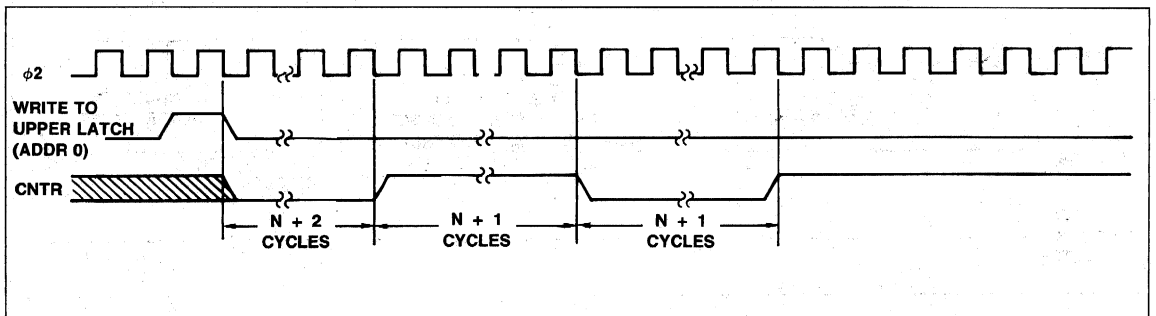 φ2
WRITE TO
UPPER LATCH
(ADDR 0)
CNTR
N + 2
CYCLES
N + 1
CYCLES
N + 1
CYCLES